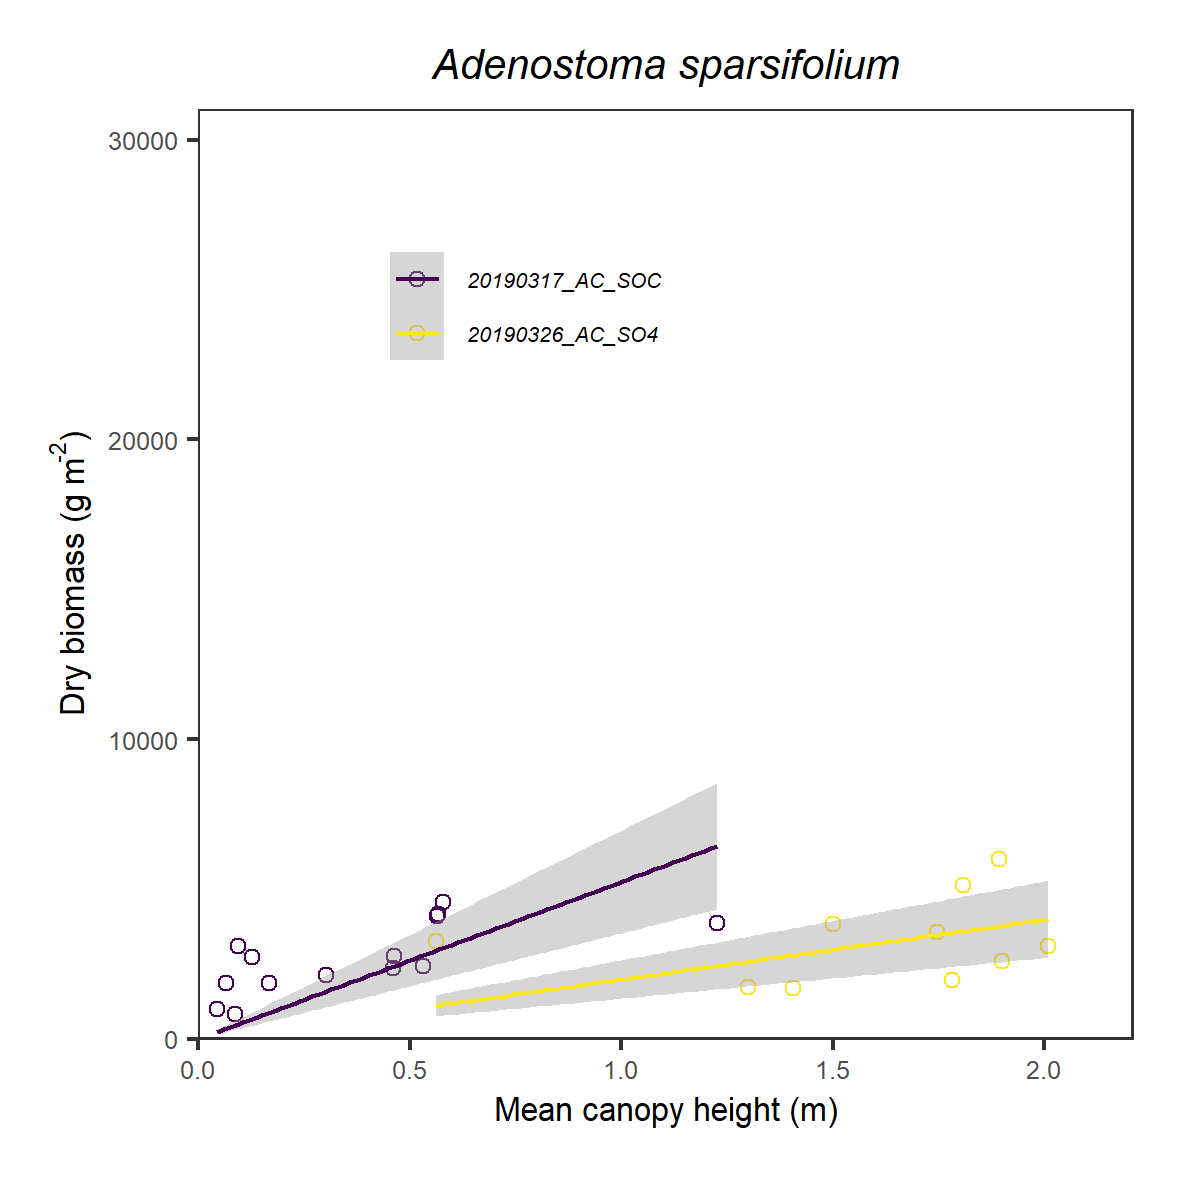 Adenostoma sparsifolium
30000
20000
10000
0
20190317_AC_SOC
20190326_AC_SO4
Dry biomass (g m⁻²)
0.0 0.5 1.0 1.5 2.0
Mean canopy height (m)